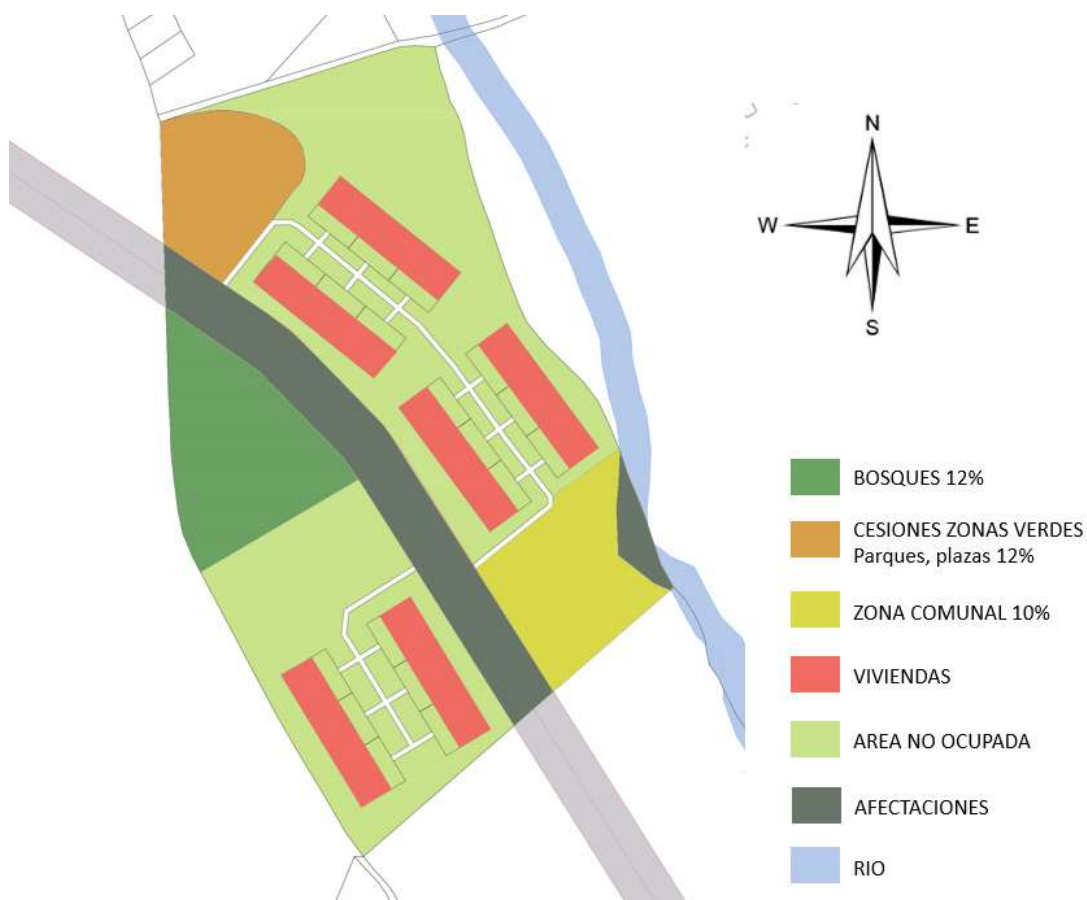 N
W
E
S
BOSQUES 12%
CESIONES ZONAS VERDES
Parques, plazas 12%
ZONA COMUNAL 10%
VIVIENDAS
AREA NO OCUPADA
AFECTACIONES
RIO